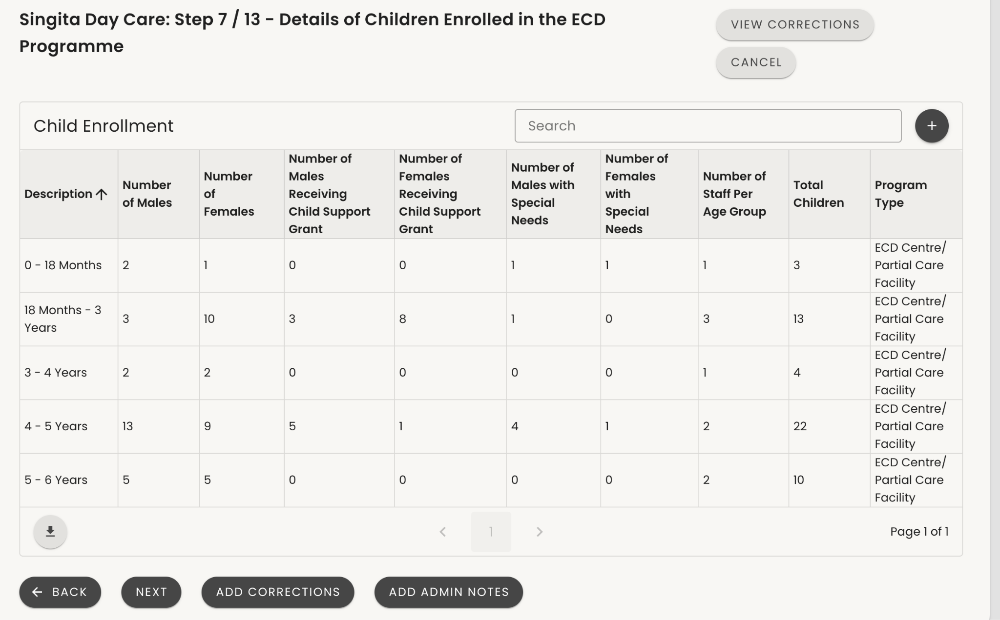 Singita Day Care: Step 7 / 13 - Details of Children Enrolled in the ECD
Programme
VIEW CORRECTIONS
CANCEL
Child Enrollment
Search
+
Description
Number
of Males
Number
of
Females
Number of
Males
Receiving
Child Support
Grant
Number of
Females
Receiving
Child Support
Grant
Number of
Males with
Special
Needs
Number of
Females
with
Special
Needs
Number of
Staff Per
Age Group
Total
Children
Program
Type
0 - 18 Months
2
1
0
0
1
1
1
3
ECD Centre/
Partial Care
Facility
18 Months - 3
Years
3
10
3
8
1
0
3
13
ECD Centre/
Partial Care
Facility
3 - 4 Years
2
2
0
0
0
0
1
4
ECD Centre/
Partial Care
Facility
4 - 5 Years
13
9
5
1
4
1
2
22
ECD Centre/
Partial Care
Facility
5 - 6 Years
5
5
0
0
0
0
2
10
ECD Centre/
Partial Care
Facility
1
Page 1 of 1
BACK
NEXT
ADD CORRECTIONS
ADD ADMIN NOTES